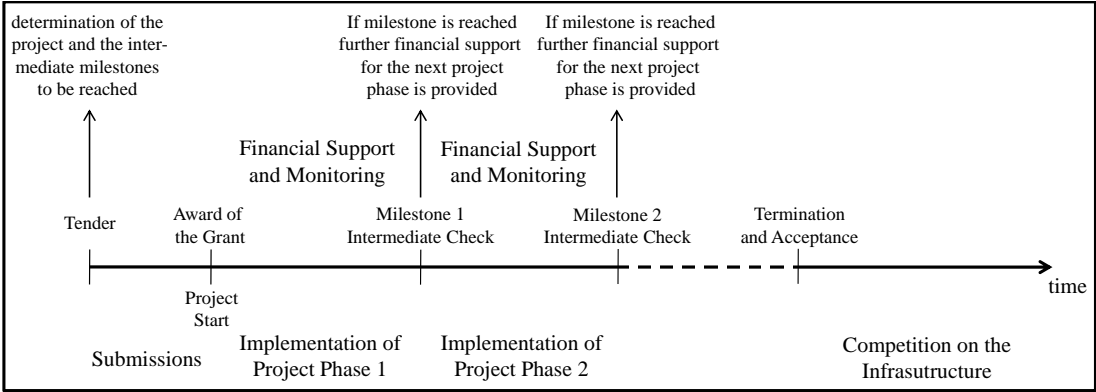 determination of the
project and the inter-
mediate milestones
to be reached
If milestone is reached
further financial support
for the next project
phase is provided
If milestone is reached
further financial support
for the next project
phase is provided
Financial Support
and Monitoring
Financial Support
and Monitoring
Tender
Award of
the Grant
Milestone 1
Intermediate Check
Milestone 2
Intermediate Check
Termination
and Acceptance
time
Project
Start
Submissions
Implementation of
Project Phase 1
Implementation of
Project Phase 2
Competition on the
Infrasutructure